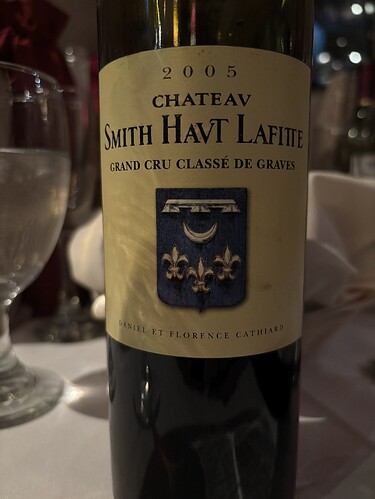 2005
CHATEAV
SMITH HAVT LAFITTE
GRAND CRU CLASSÉ DE GRAVES
DANIEL ET FLORENCE CATHIARD